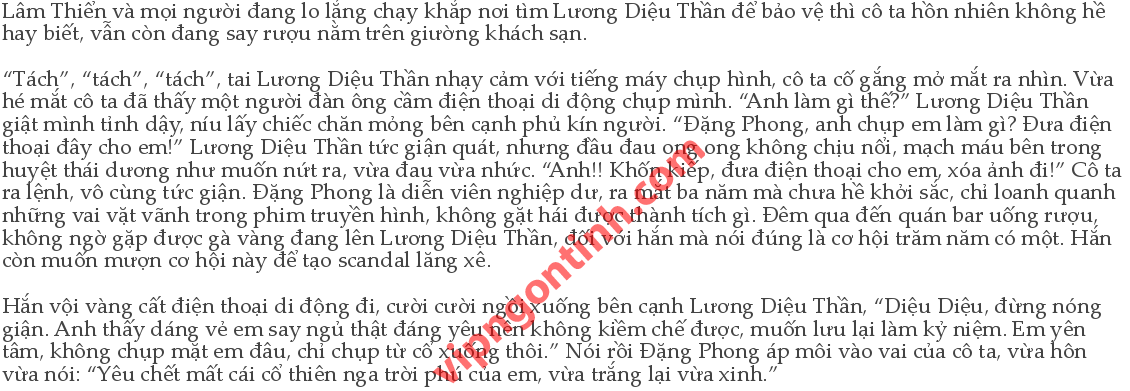 Lâm Thiển và mọi người đang lo lắng chạy khắp nơi tìm Lương Diệu Thần để bảo vệ thì cô ta hồn nhiên không hề
hay biết, vẫn còn đang say rượu nằm trên giường khách sạn.
“Tách”, “tách”, “tách”, tai Lương Diệu Thần nhạy cảm với tiếng máy chụp hình, cô ta cố gắng mở mắt ra nhìn. Vừa
hé mắt cô ta đã thấy một người đàn ông cầm điện thoại di động chụp mình. “Anh làm gì thế?” Lương Diệu Thần
giật mình tỉnh dậy, níu lấy chiếc chăn mỏng bên cạnh phủ kín người. “Đặng Phong, anh chụp em làm gì? Đưa điện
thoại đây cho em!” Lương Diệu Thần tức giận quát, nhưng đầu đau ong ong không chịu nổi, mạch máu bên trong
huyệt thái dương như muốn nứt ra, vừa đau vừa nhức. “Anh!! Khốn kiếp, đưa điện thoại cho em, xóa ảnh đi!” Cô ta
ra lệnh, vô cùng tức giận. Đặng Phong là diễn viên nghiệp dư, ra mắt ba năm mà chưa hề khởi sắc, chỉ loanh quanh
những vai vặt vãnh trong phim truyền hình, không gặt hái được thành tích gì. Đêm qua đến quán bar uống rượu,
không ngờ gặp được gà vàng đang lên Lương Diệu Thần, đối với hắn mà nói đúng là cơ hội trăm năm có một. Hắn
còn muốn mượn cơ hội này để tạo scandal lăng xê.
Hắn vội vàng cất điện thoại di động đi, cười cười ngồi xuống bên cạnh Lương Diệu Thần, “Diệu Diệu, đừng nóng
giận. Anh thấy dáng vẻ em say ngủ thật đáng yêu nên không kiềm chế được, muốn lưu lại làm kỷ niệm. Em yên
tâm, không chụp mặt em đâu, chỉ chụp từ cổ xuống thôi.” Nói rồi Đặng Phong áp môi vào vai của cô ta, vừa hôn
vừa nói: “Yêu chết mất cái cổ thiên nga trời phú của em, vừa trắng lại vừa xinh.”
vipngontinh.com